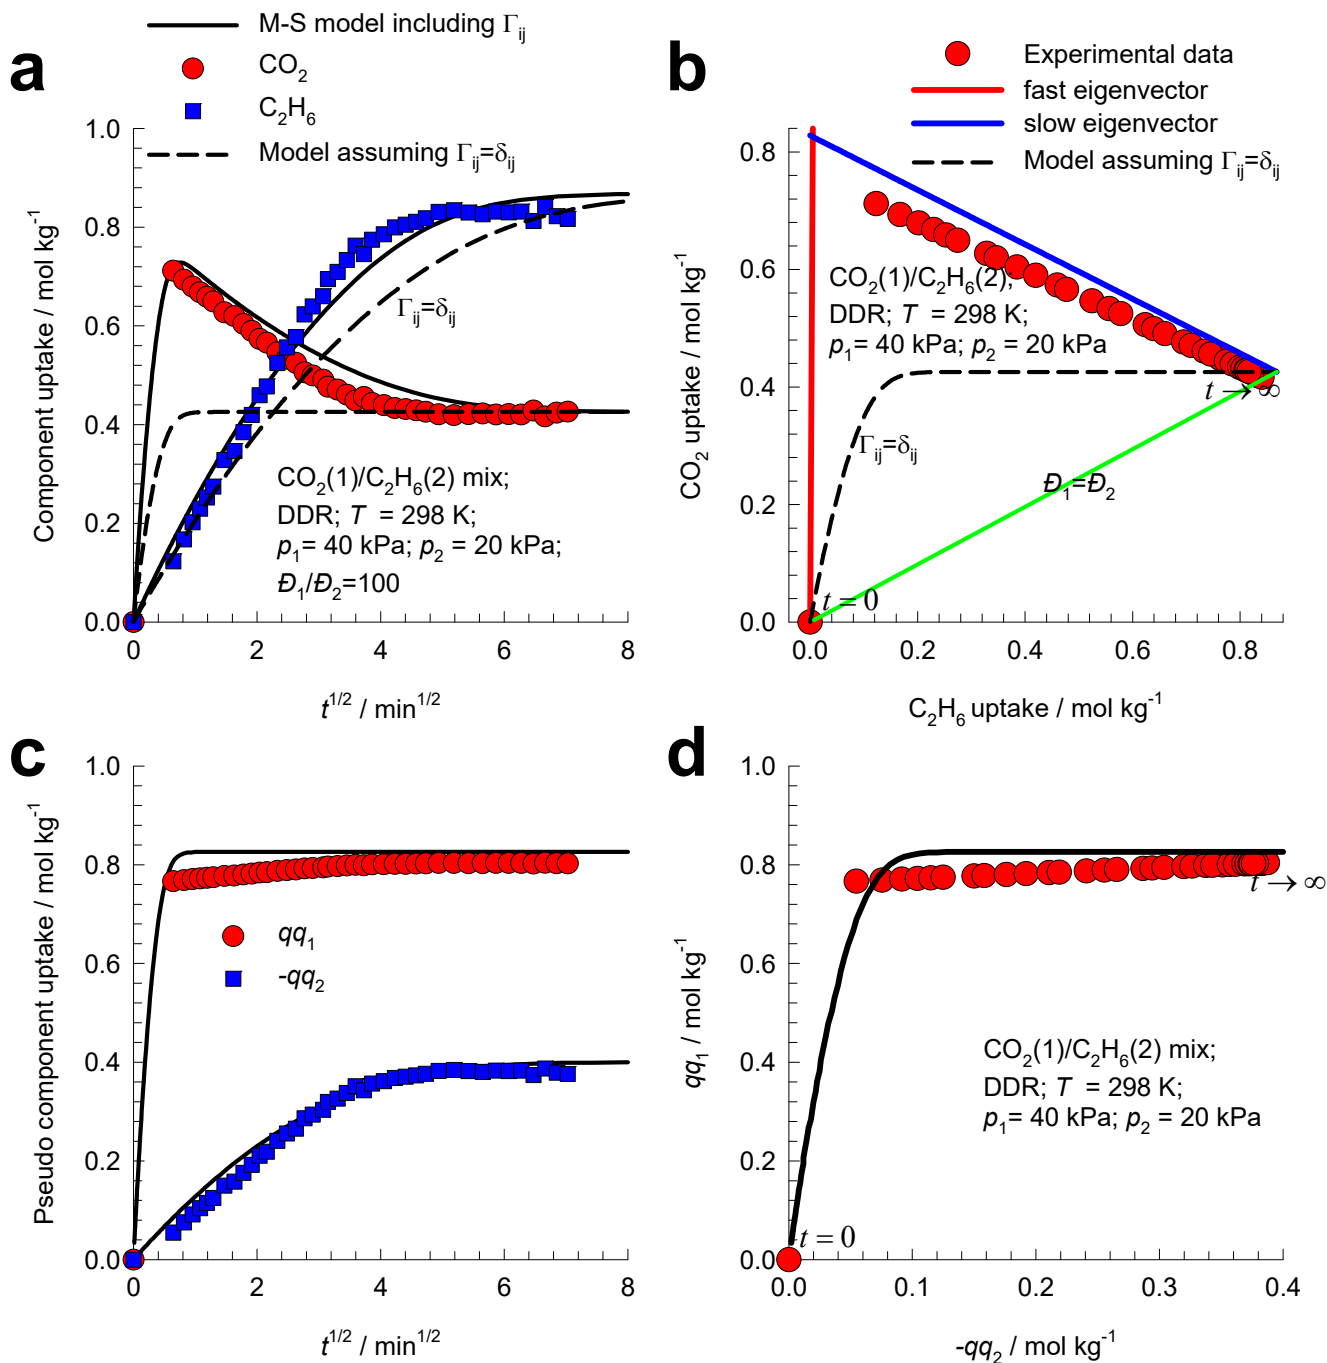 a
M-S model including Γij
CO2
C2H6
Model assuming Γij=δij
Component uptake / mol kg-1
1.0
0.8
0.6
0.4
0.2
0.0
Γij=δij
CO2(1)/C2H6(2) mix;
DDR; T = 298 K;
p1= 40 kPa; p2 = 20 kPa;
Đ1/Đ2=100
0
2
4
6
8
t1/2 / min1/2
b
Experimental data
fast eigenvector
slow eigenvector
Model assuming Γij=δij
CO2 uptake / mol kg-1
0.8
0.6
0.4
0.2
0.0
CO2(1)/C2H6(2);
DDR; T = 298 K;
p1= 40 kPa; p2 = 20 kPa
t → ∞
Γij=δij
Đ1=Đ2
t = 0
0.0
0.2
0.4
0.6
0.8
C2H6 uptake / mol kg-1
c
Pseudo component uptake / mol kg-1
1.0
0.8
0.6
0.4
0.2
0.0
qq1
-qq2
0
2
4
6
8
t1/2 / min1/2
d
qq1 / mol kg-1
1.0
0.8
0.6
0.4
0.2
0.0
t → ∞
CO2(1)/C2H6(2) mix;
DDR; T = 298 K;
p1= 40 kPa; p2 = 20 kPa
t = 0
0.0
0.1
0.2
0.3
0.4
-qq2 / mol kg-1